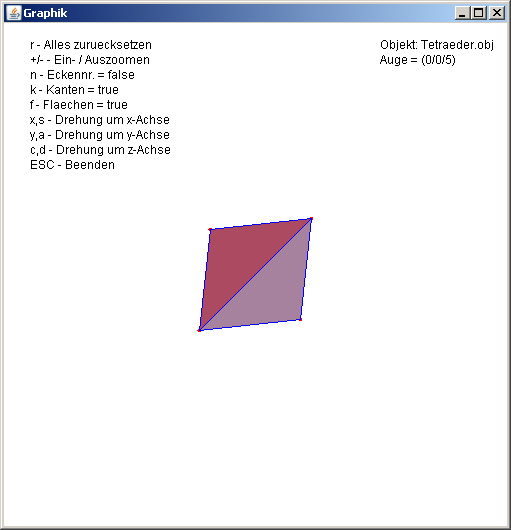 Graphik
r - Alles zuruecksetzen
+/- - Ein- / Auszoomen
n - Eckennr. = false
k - Kanten = true
f - Flaechen = true
x,s - Drehung um x-Achse
y,a - Drehung um y-Achse
c,d - Drehung um z-Achse
ESC - Beenden
Objekt: Tetraeder.obj
Auge = (0/0/5)